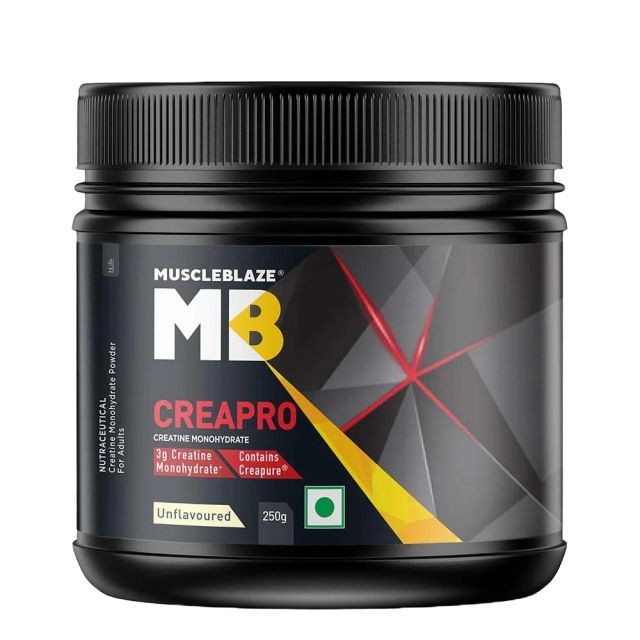 MUSCLEBLAZE®
MB
CREAPRO
CREATINE MONOHYDRATE
3g Creatine
Monohydrate*
Contains
Creapure®
Unflavoured
250g
NUTRACEUTICAL
Creatine Monohydrate Powder
For Adults